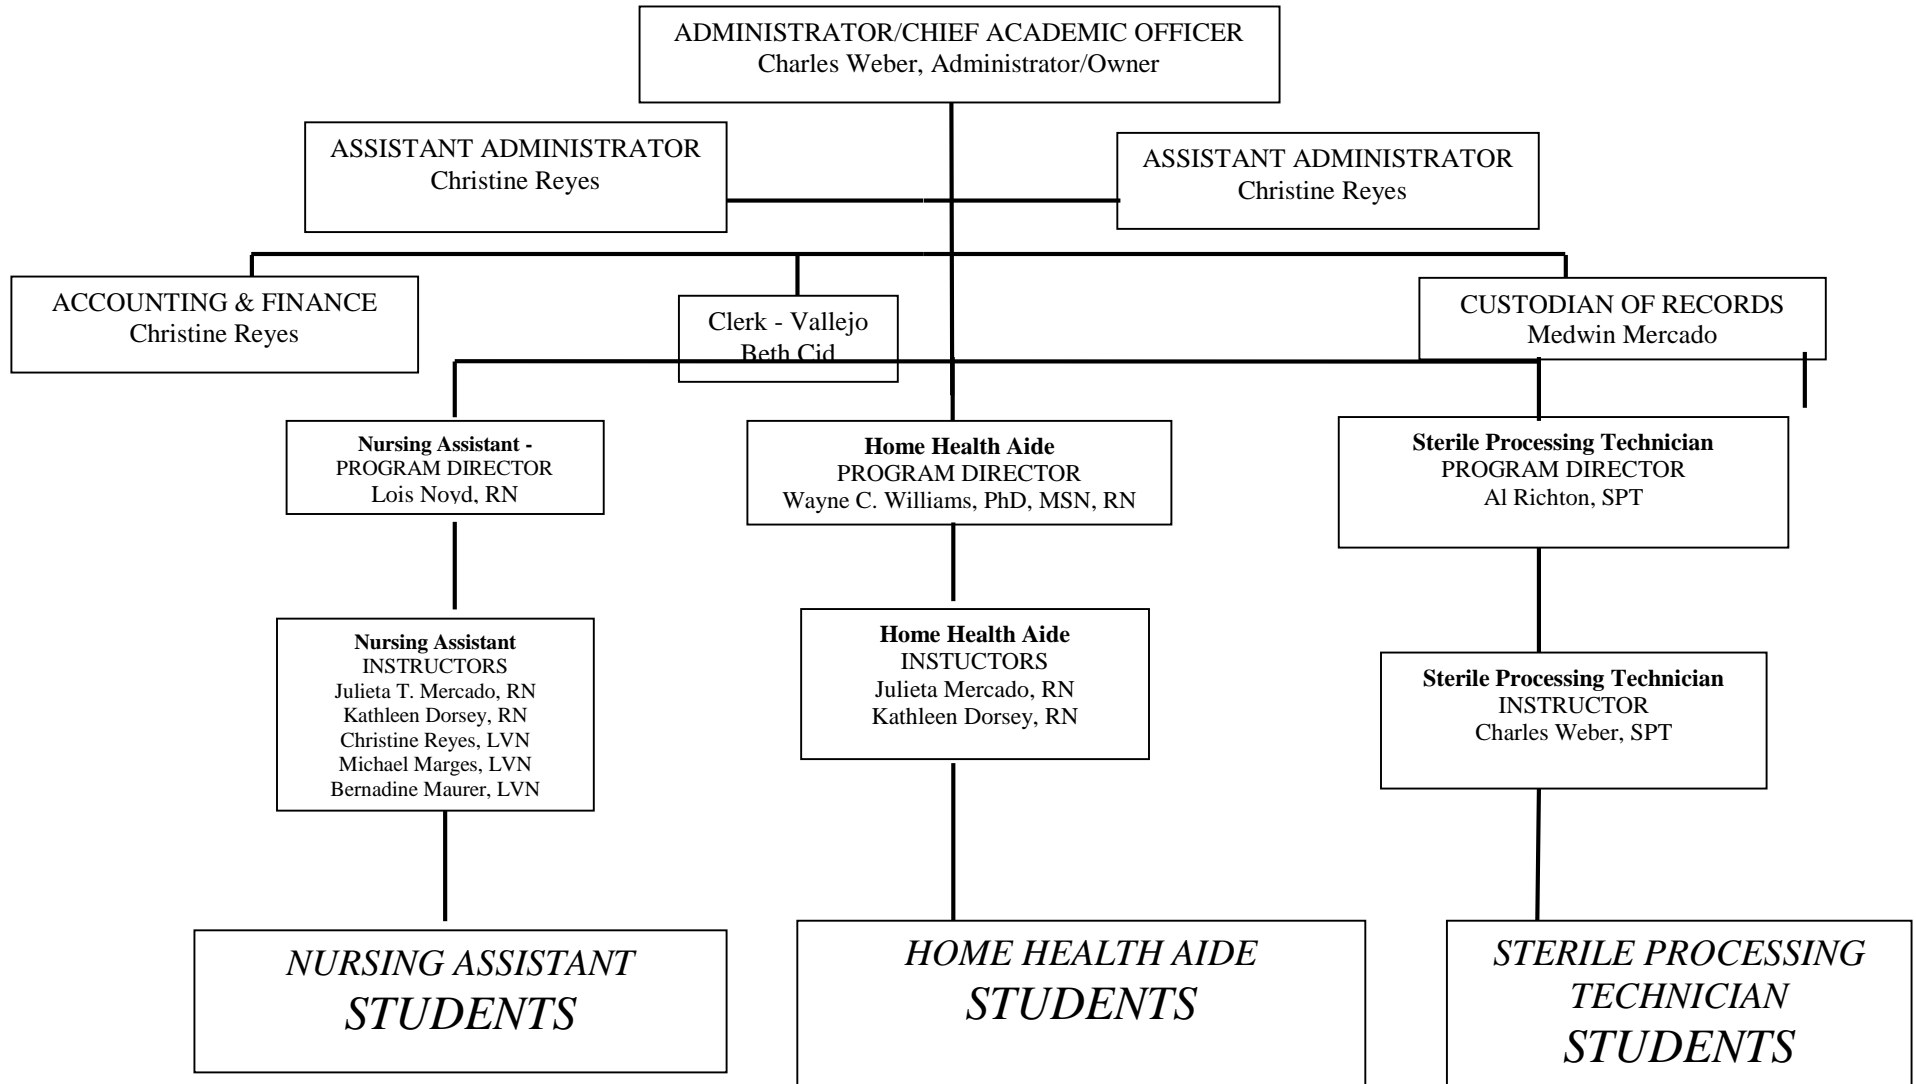 ADMINISTRATOR/CHIEF ACADEMIC OFFICER
Charles Weber, Administrator/Owner
ASSISTANT ADMINISTRATOR
Christine Reyes
ASSISTANT ADMINISTRATOR
Christine Reyes
ACCOUNTING & FINANCE
Christine Reyes
Clerk - Vallejo
Beth Cid
CUSTODIAN OF RECORDS
Medwin Mercado
Nursing Assistant -
PROGRAM DIRECTOR
Lois Noyd, RN
Home Health Aide
PROGRAM DIRECTOR
Wayne C. Williams, PhD, MSN, RN
Sterile Processing Technician
PROGRAM DIRECTOR
Al Richton, SPT
Nursing Assistant
INSTRUCTORS
Julieta T. Mercado, RN
Kathleen Dorsey, RN
Christine Reyes, LVN
Michael Marges, LVN
Bernadine Maurer, LVN
Home Health Aide
INSTUCTORS
Julieta Mercado, RN
Kathleen Dorsey, RN
Sterile Processing Technician
INSTRUCTOR
Charles Weber, SPT
NURSING ASSISTANT
STUDENTS
HOME HEALTH AIDE
STUDENTS
STERILE PROCESSING
TECHNICIAN
STUDENTS